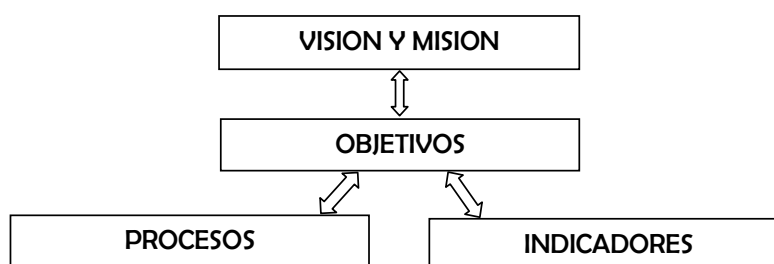 VISION Y MISION
OBJETIVOS
PROCESOS
INDICADORES